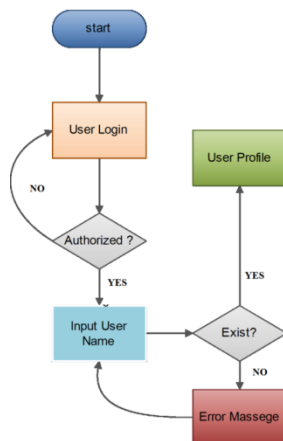 start
User Login
User Profile
NO
Authorized ?
YES
YES
Input User
Name
Exist?
NO
Error Massege